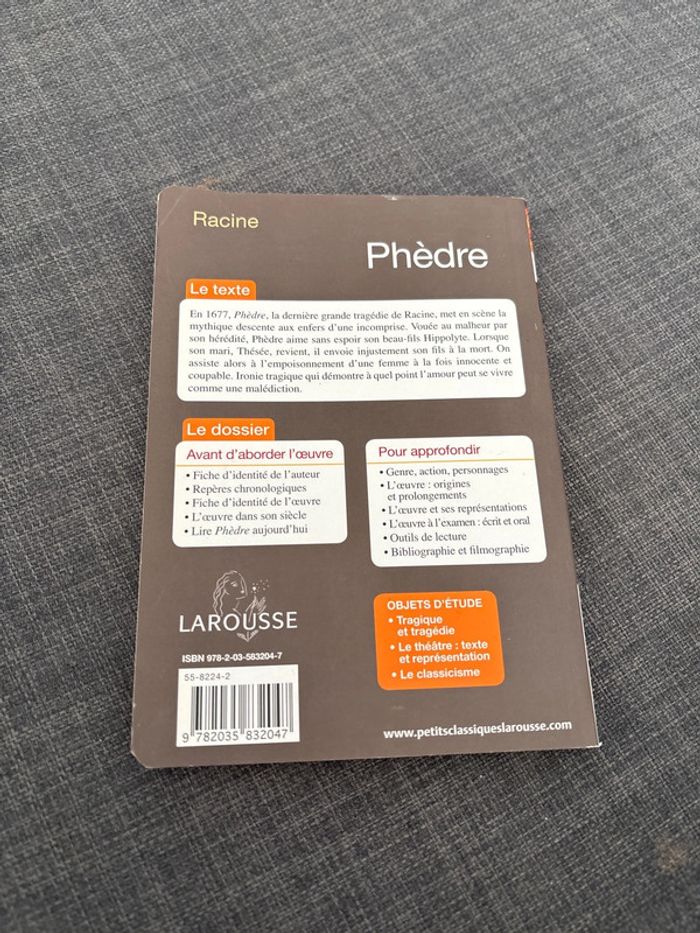 Racine
Phèdre
Le texte
En 1677, Phèdre, la dernière grande tragédie de Racine, met en scène la
mythique descente aux enfers d'une incomprise. Vouée au malheur par
son hérédité, Phèdre aime sans espoir son beau-fils Hippolyte. Lorsque
son mari, Thésée, revient, il envoie injustement son fils à la mort. On
assiste alors à l'empoisonnement d'une femme à la fois innocente et
coupable. Ironie tragique qui démontre à quel point l'amour peut se vivre
comme une malédiction.
Le dossier
Avant d'aborder l'œuvre
• Fiche d'identité de l'auteur
• Repères chronologiques
• Fiche d'identité de l'œuvre
• L'œuvre dans son siècle
• Lire Phèdre aujourd'hui
Pour approfondir
• Genre, action, personnages
• L'œuvre : origines
et prolongements
• L'œuvre et ses représentations
• L'œuvre à l'examen : écrit et oral
• Outils de lecture
• Bibliographie et filmographie
OBJETS D'ÉTUDE
• Tragique
et tragédie
• Le théâtre : texte
et représentation
• Le classicisme
LAROUSSE
ISBN 978-2-03-583204-7
55-8224-2
9 782035 832047
www.petitsclassiqueslarousse.com